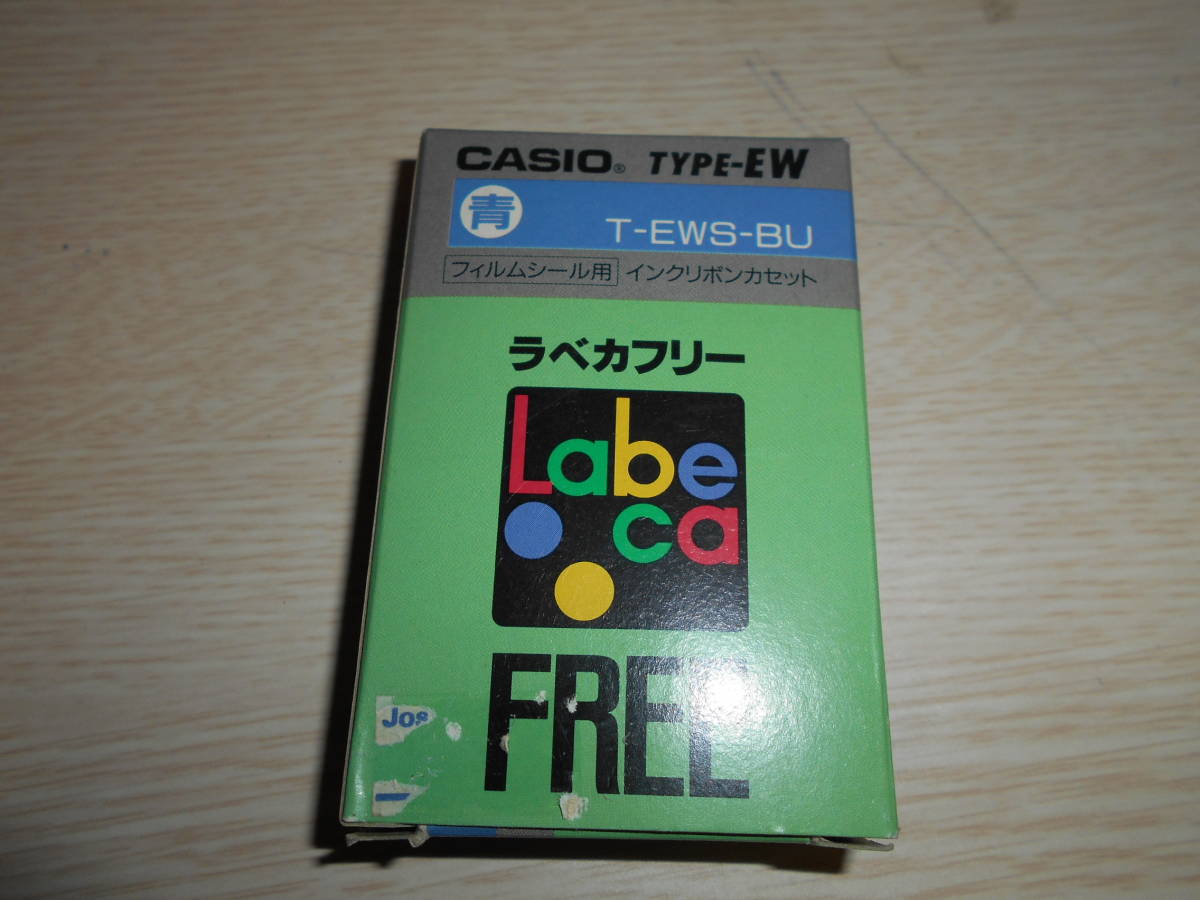 CASIO® TYPE-EW
青 T-EWS-BU
フィルムシール用 インクリボンカセット
ラベカフリー
Labe
ca
FREE